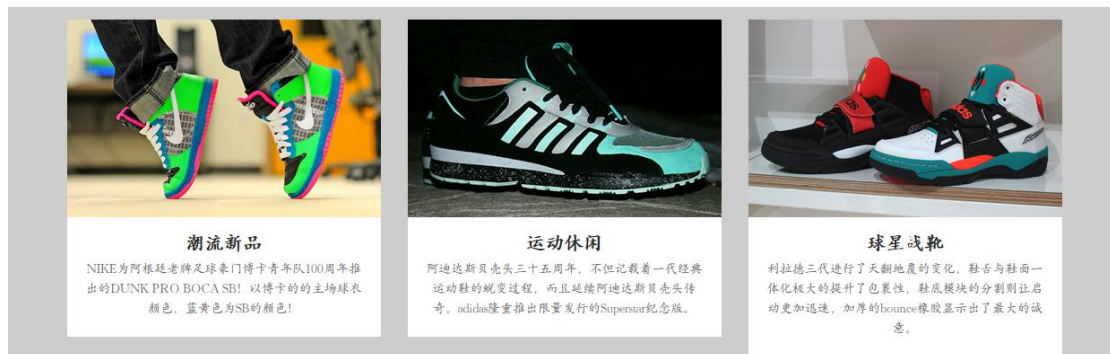 潮流新品
NIKE为阿根廷老牌足球豪门博卡青年队100周年推
出的DUNK PRO BOCA SB！以博卡的的主场球衣
颜色，蓝黄色为SB的颜色！
运动休闲
阿迪达斯贝壳头三十五周年，不但记载着一代经典
运动鞋的蜕变过程，而且延续阿迪达斯贝壳头传
奇。adidas隆重推出限量发行的Superstar纪念版。
球星战靴
利拉德三代进行了天翻地震的变化，鞋舌与鞋面一
体化极大的提升了包裹性，鞋底模块的分割则让启
动更加迅速，加厚的bounce橡胶显示出了最大的诚
意。